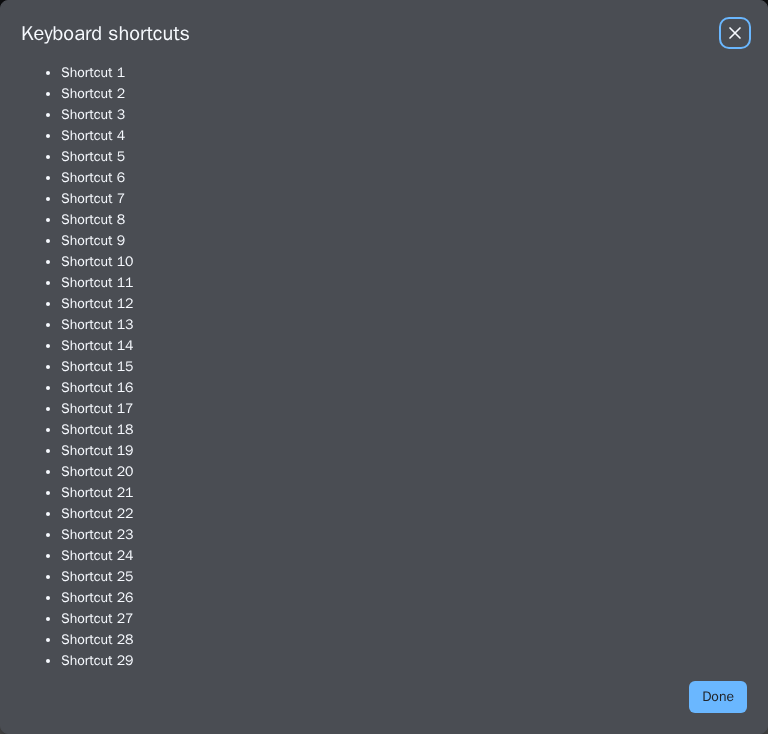 Keyboard shortcuts
Shortcut 1
Shortcut 2
Shortcut 3
Shortcut 4
Shortcut 5
Shortcut 6
Shortcut 7
Shortcut 8
Shortcut 9
Shortcut 10
Shortcut 11
Shortcut 12
Shortcut 13
Shortcut 14
Shortcut 15
Shortcut 16
Shortcut 17
Shortcut 18
Shortcut 19
Shortcut 20
Shortcut 21
Shortcut 22
Shortcut 23
Shortcut 24
Shortcut 25
Shortcut 26
Shortcut 27
Shortcut 28
Shortcut 29
Done